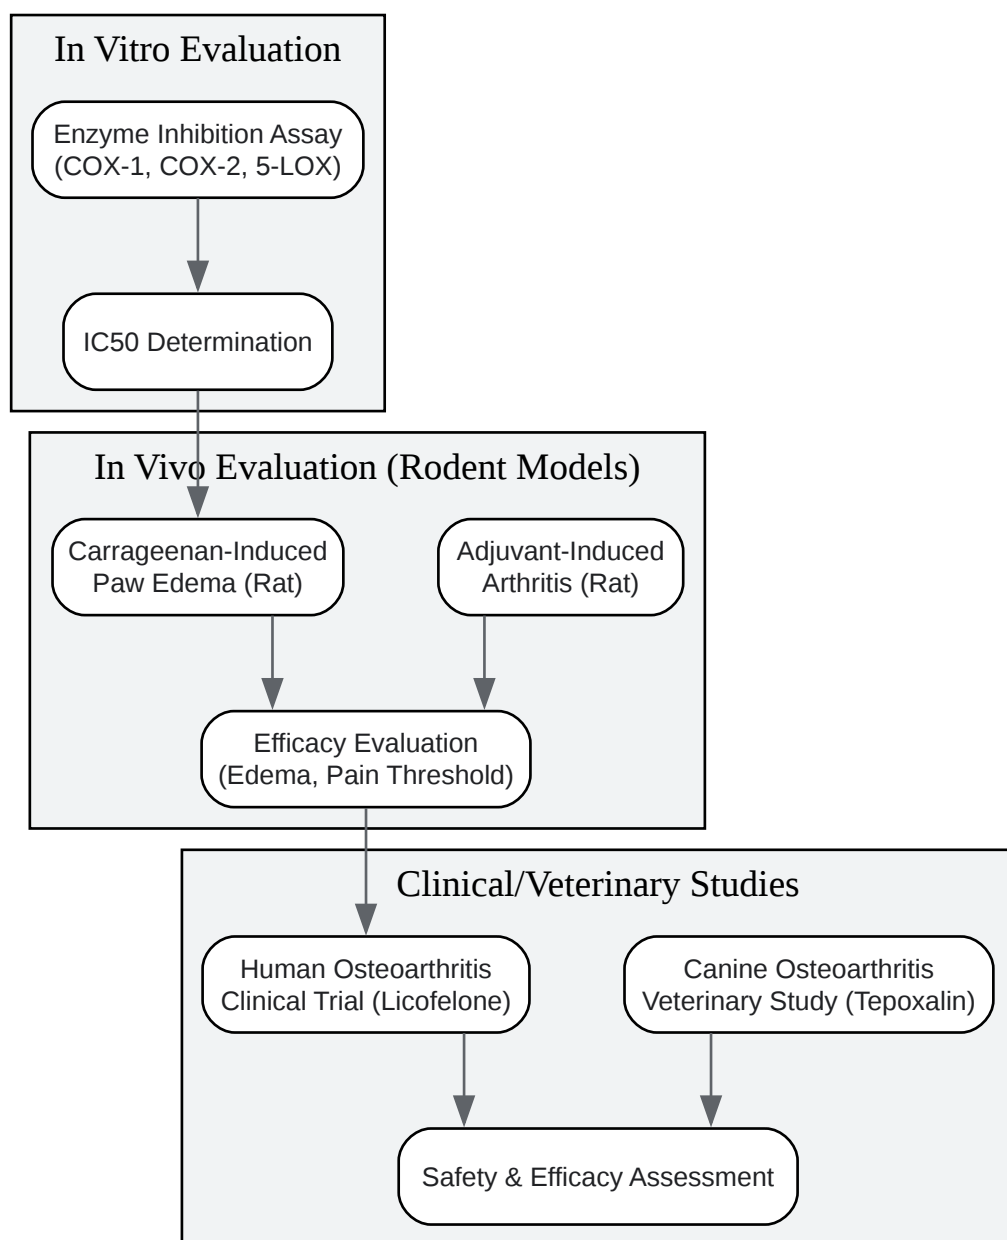 In Vitro Evaluation
Enzyme Inhibition Assay
(COX-1, COX-2, 5-LOX)
IC50 Determination
In Vivo Evaluation (Rodent Models)
Carrageenan-Induced
Paw Edema (Rat)
Adjuvant-Induced
Arthritis (Rat)
Efficacy Evaluation
(Edema, Pain Threshold)
Clinical/Veterinary Studies
Human Osteoarthritis
Clinical Trial (Licofelone)
Canine Osteoarthritis
Veterinary Study (Tepoxalin)
Safety & Efficacy Assessment